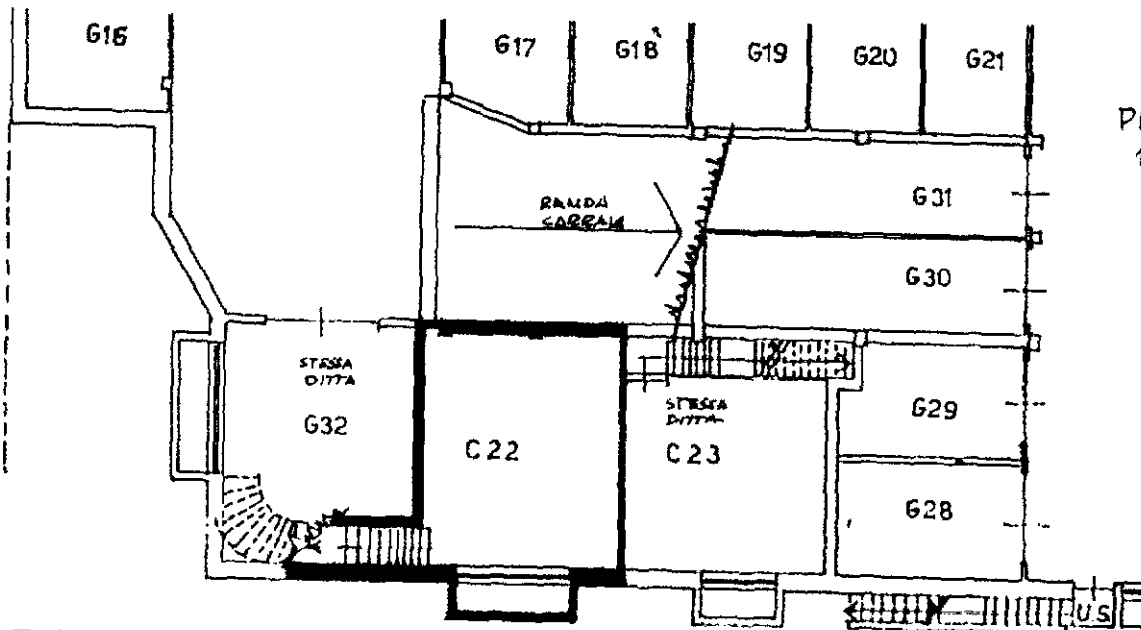 G16
G17
G18
G19
G20
G21
G31
RAMPA
CARRAIA
G30
STESSA
DITTA
G32
C22
STESSA
DITTA
C23
G29
G28
U.S.